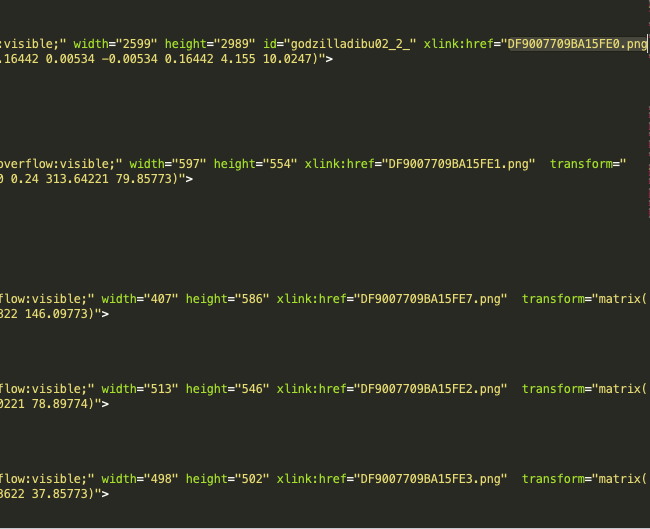 :visible;" width="2599" height="2989" id="godzilladibu02_2_" xlink:href="DF9007709BA15FE0.png
.16442 0.00534 -0.00534 0.16442 4.155 10.0247)">
overflow:visible;" width="597" height="554" xlink:href="DF9007709BA15FE1.png" transform="
0 0.24 313.64221 79.85773)">
flow:visible;" width="407" height="586" xlink:href="DF9007709BA15FE7.png" transform="matrix(
822 146.09773)">
flow:visible;" width="513" height="546" xlink:href="DF9007709BA15FE2.png" transform="matrix(
0221 78.89774)">
flow:visible;" width="498" height="502" xlink:href="DF9007709BA15FE3.png" transform="matrix(
8622 37.85773)">